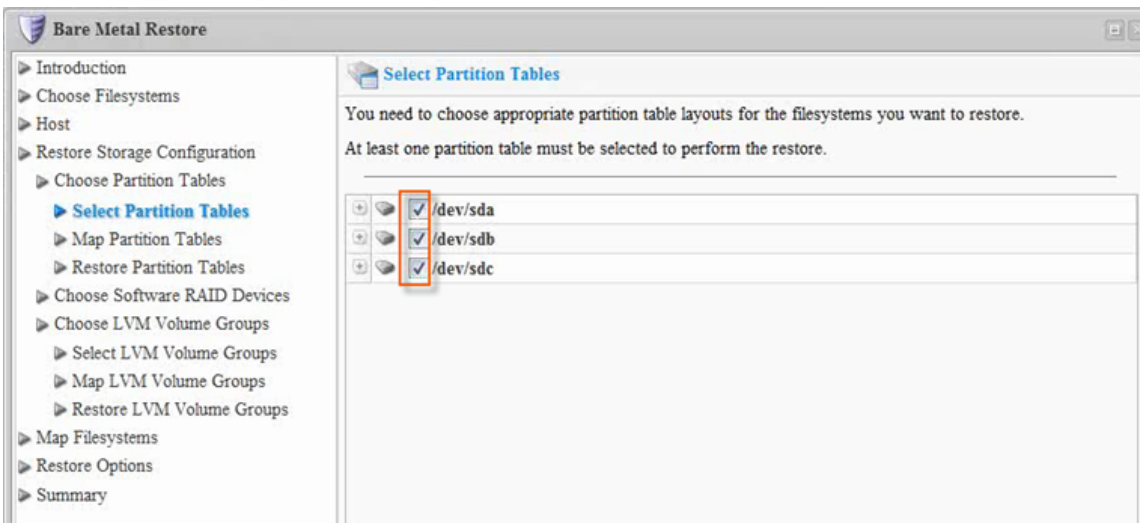 Bare Metal Restore
Introduction
Choose Filesystems
Host
Restore Storage Configuration
Choose Partition Tables
Select Partition Tables
Map Partition Tables
Restore Partition Tables
Choose Software RAID Devices
Choose LVM Volume Groups
Select LVM Volume Groups
Map LVM Volume Groups
Restore LVM Volume Groups
Map Filesystems
Restore Options
Summary
Select Partition Tables
You need to choose appropriate partition table layouts for the filesystems you want to restore.
At least one partition table must be selected to perform the restore.
/dev/sda
/dev/sdb
/dev/sdc